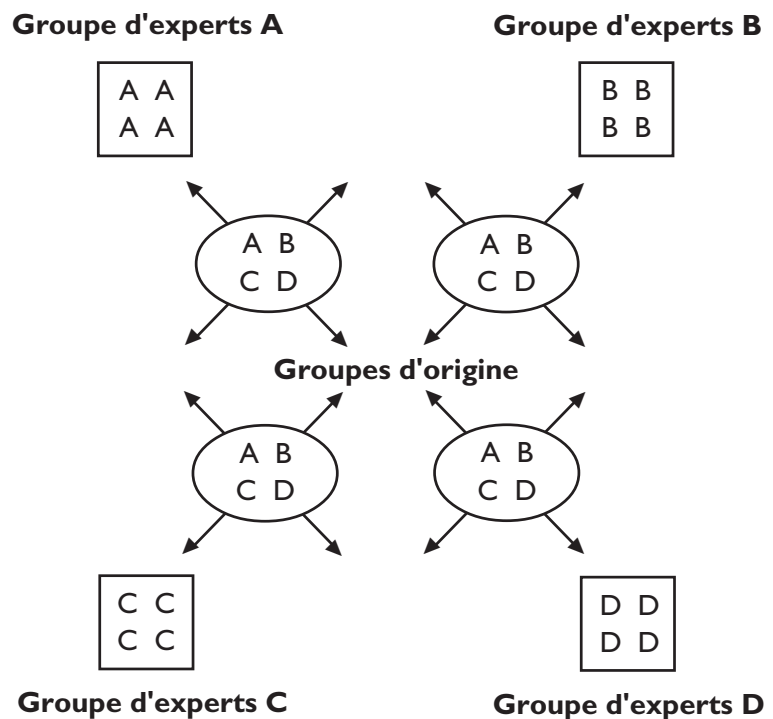 Groupe d'experts A
Groupe d'experts B
A A
A A
B B
B B
A B
C D
A B
C D
Groupes d'origine
A B
C D
A B
C D
C C
C C
D D
D D
Groupe d'experts C
Groupe d'experts D